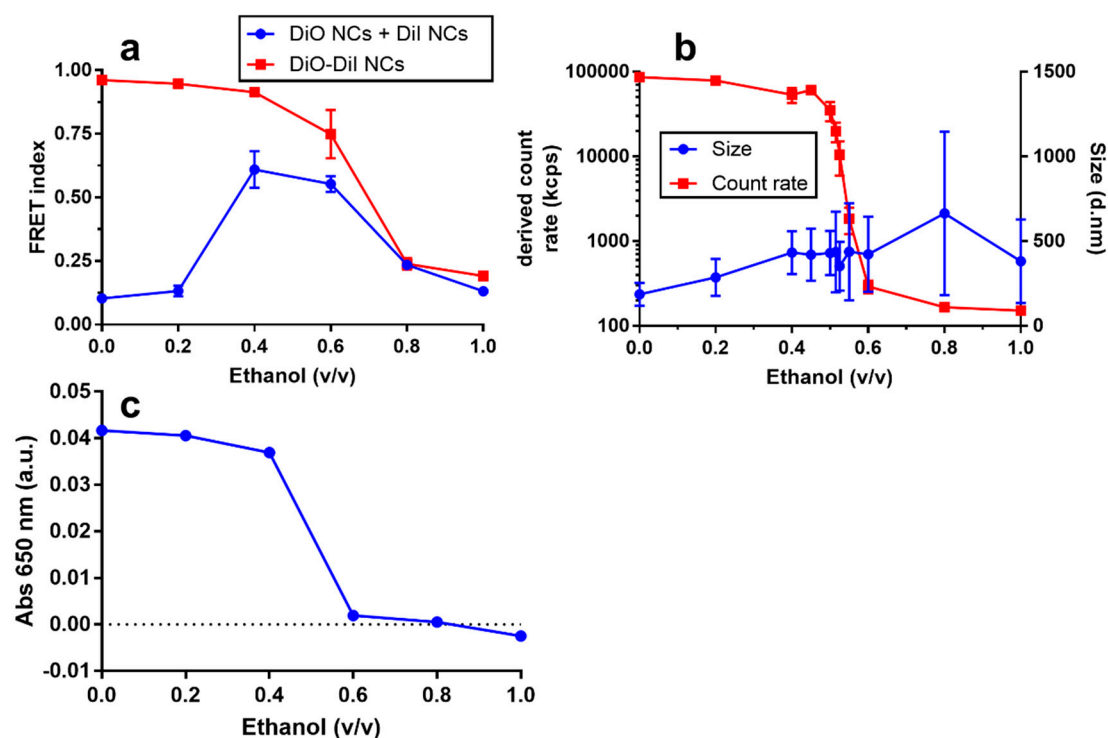 a
DiO NCs + DiI NCs
DiO-DiI NCs
1.00
0.75
0.50
0.25
0.00
FRET index
0.0 0.2 0.4 0.6 0.8 1.0
Ethanol (v/v)
b
Size
Count rate
100000
10000
1000
100
derived count
rate (kcps)
1500
1000
500
0
Size (d.nm)
0.0 0.2 0.4 0.6 0.8 1.0
Ethanol (v/v)
c
0.05
0.04
0.03
0.02
0.01
0.00
-0.01
Abs 650 nm (a.u.)
0.0 0.2 0.4 0.6 0.8 1.0
Ethanol (v/v)